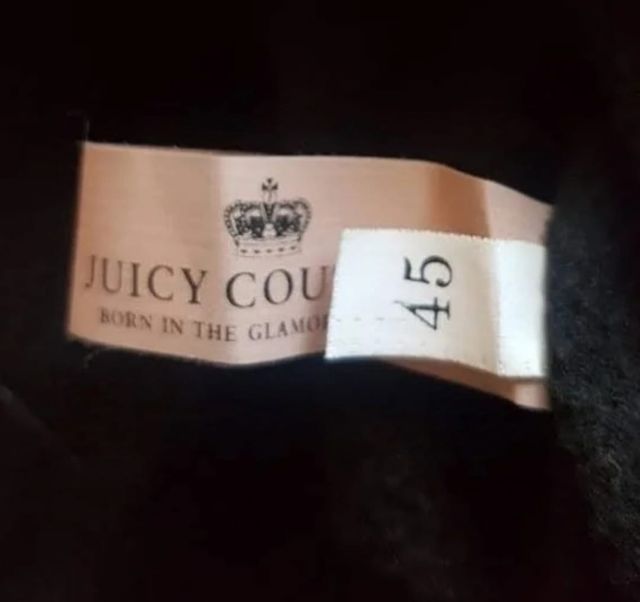 JUICY COU
BORN IN THE GLAMO
45